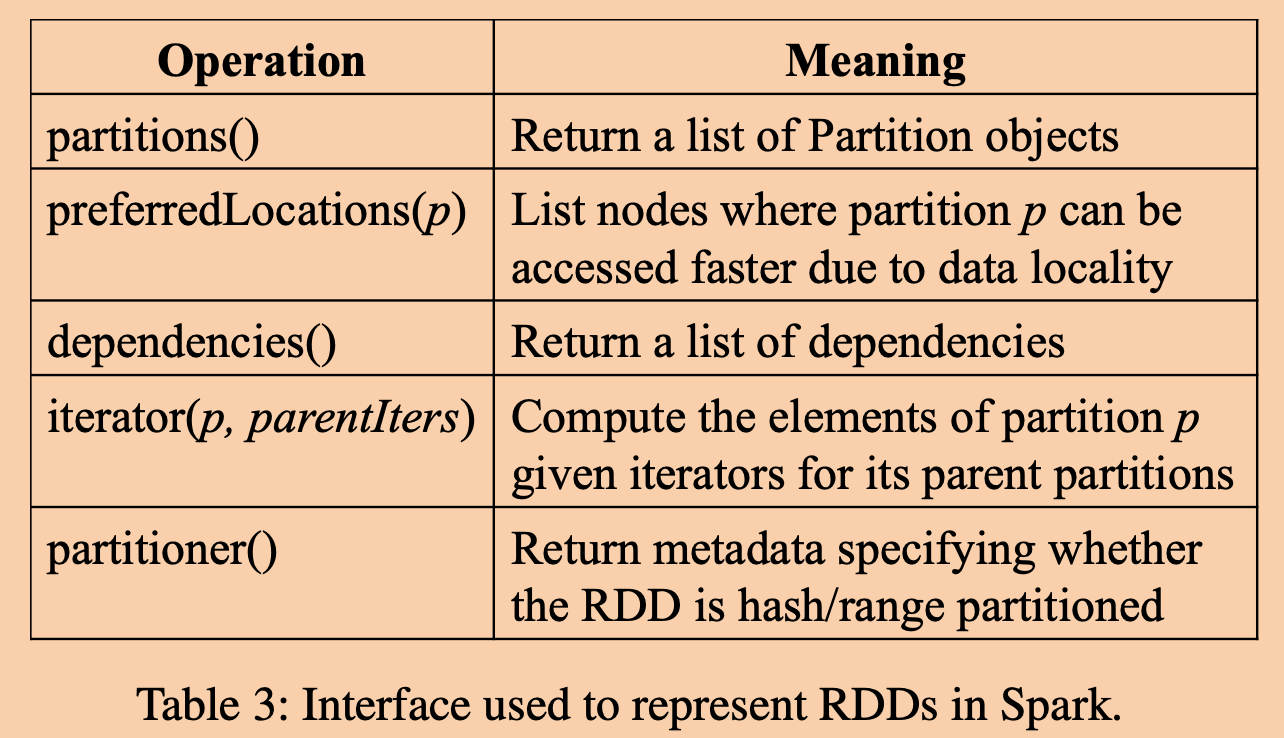 Operation Meaning
partitions() Return a list of Partition objects
preferredLocations(p) List nodes where partition p can be
accessed faster due to data locality
dependencies() Return a list of dependencies
iterator(p, parentIters) Compute the elements of partition p
given iterators for its parent partitions
partitioner() Return metadata specifying whether
the RDD is hash/range partitioned
Table 3: Interface used to represent RDDs in Spark.